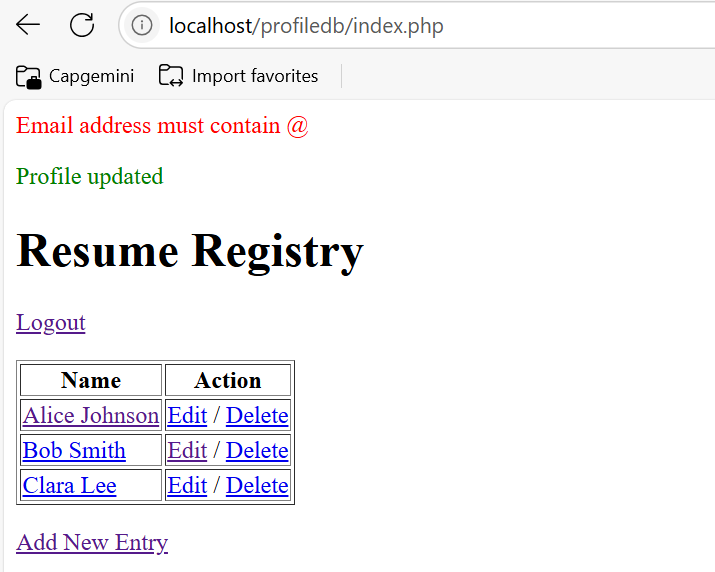 localhost/profiledb/index.php
Capgemini Import favorites
Email address must contain @
Profile updated
Resume Registry
Logout
Name Action
Alice Johnson Edit / Delete
Bob Smith Edit / Delete
Clara Lee Edit / Delete
Add New Entry